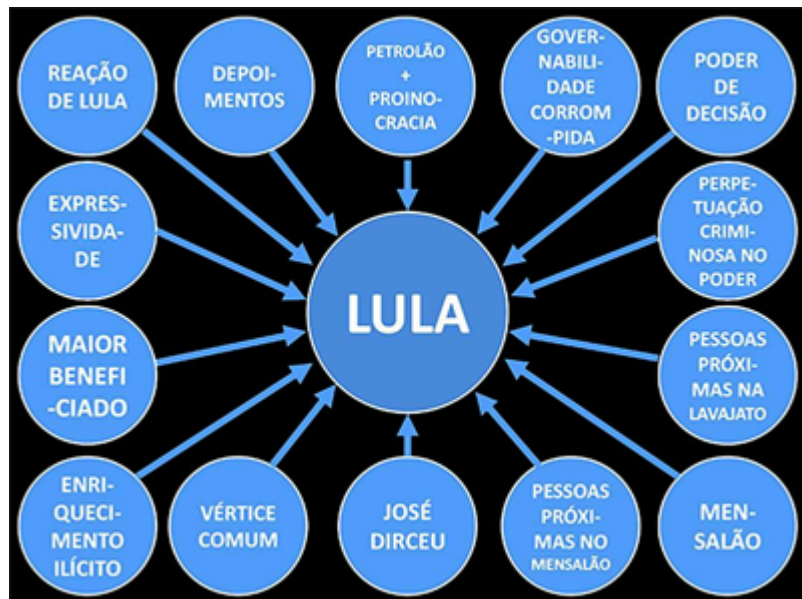 REAÇÃO
DE LULA
DEPOI-
MENTOS
PETROLÃO
+
PROINO-
CRACIA
GOVER-
NABILI-
DADE
CORROM
-PIDA
PODER
DE
DECISÃO
EXPRES-
SIVIDA-
DE
LULA
PERPE-
TUAÇÃO
CRIMI-
NOSA NO
PODER
MAIOR
BENEFI
-CIADO
PESSOAS
PRÓXI-
MAS NA
LAVAJATO
ENRI-
QUECI-
MENTO
ILÍCITO
VÉRTICE
COMUM
JOSÉ
DIRCEU
PESSOAS
PRÓXI-
MAS NO
MENSALÃO
MEN-
SALÃO